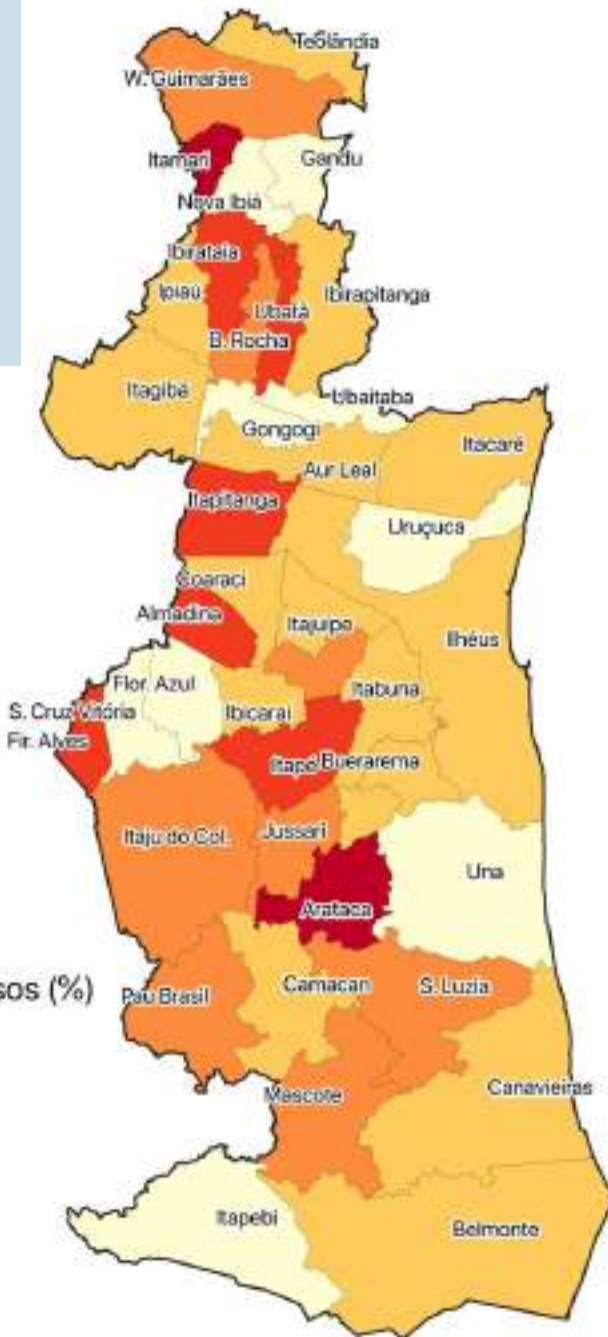 Teolândia
W. Guimarães
Itamari
Gandu
Nova Ibiá
Ibirataia
Ipiaú
Ibirapitanga
Ubatã
B. Rocha
Itagibá
Ubaitaba
Gongogi
Itacaré
Aur Leal
Itapitanga
Uruçuca
Coaraci
Almadina
Itajuipe
Ilhéus
Flor. Azul
Itabuna
S. Cruz Vitória
Ibicaraí
Fir. Alves
Itapé
Buerarema
Itaju do Col.
Jussari
Una
Arataca
sos (%)
Pau Brasil
Camacan
S. Luzia
Mascote
Canavieiras
Itapebi
Belmonte